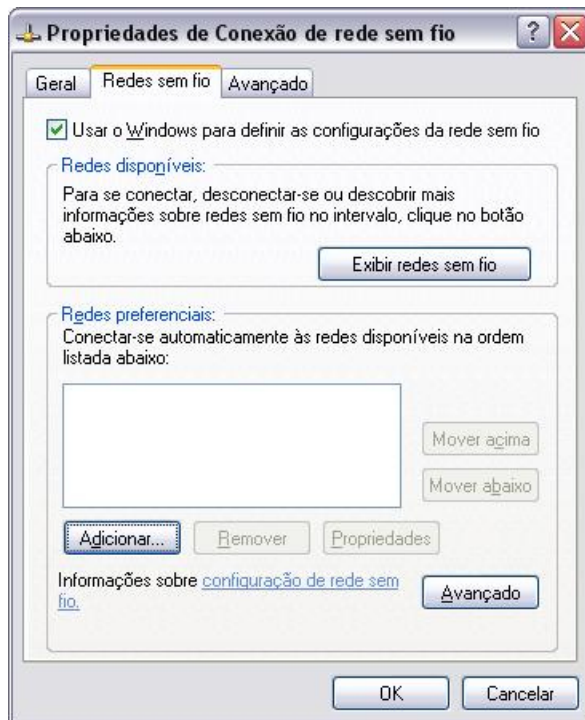 Propriedades de Conexão de rede sem fio
Geral
Redes sem fio
Avançado
Usar o Windows para definir as configurações da rede sem fio
Redes disponíveis:
Para se conectar, desconectar-se ou descobrir mais
informações sobre redes sem fio no intervalo, clique no botão
abaixo.
Exibir redes sem fio
Redes preferenciais:
Conectar-se automaticamente às redes disponíveis na ordem
listada abaixo:
Mover acima
Mover abaixo
Adicionar...
Remover
Propriedades
Informações sobre configuração de rede sem
fio.
Avançado
OK
Cancelar